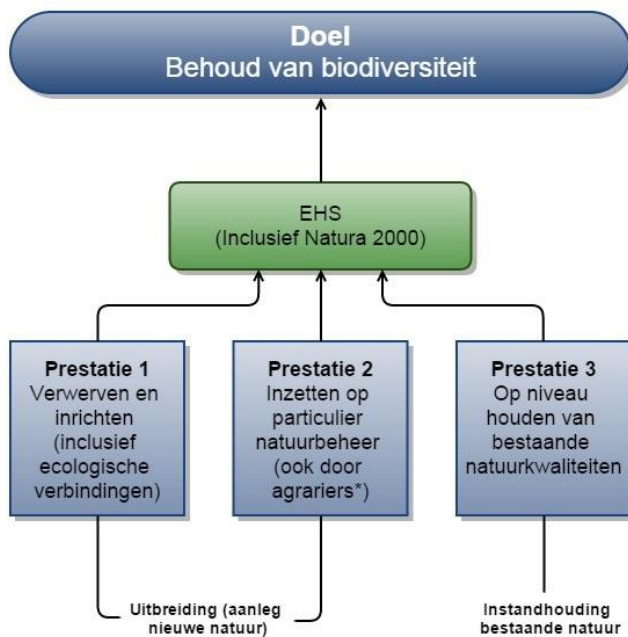 Doel
Behoud van biodiversiteit
EHS
(Inclusief Natura 2000)
Prestatie 1
Verwerven en
inrichten
(inclusief
ecologische
verbindingen)
Prestatie 2
Inzetten op
particulier
natuurbeheer
(ook door
agrariers*)
Prestatie 3
Op niveau
houden van
bestaande
natuurkwaliteiten
Uitbreiding (aanleg
nieuwe natuur)
Instandhouding
bestaande natuur